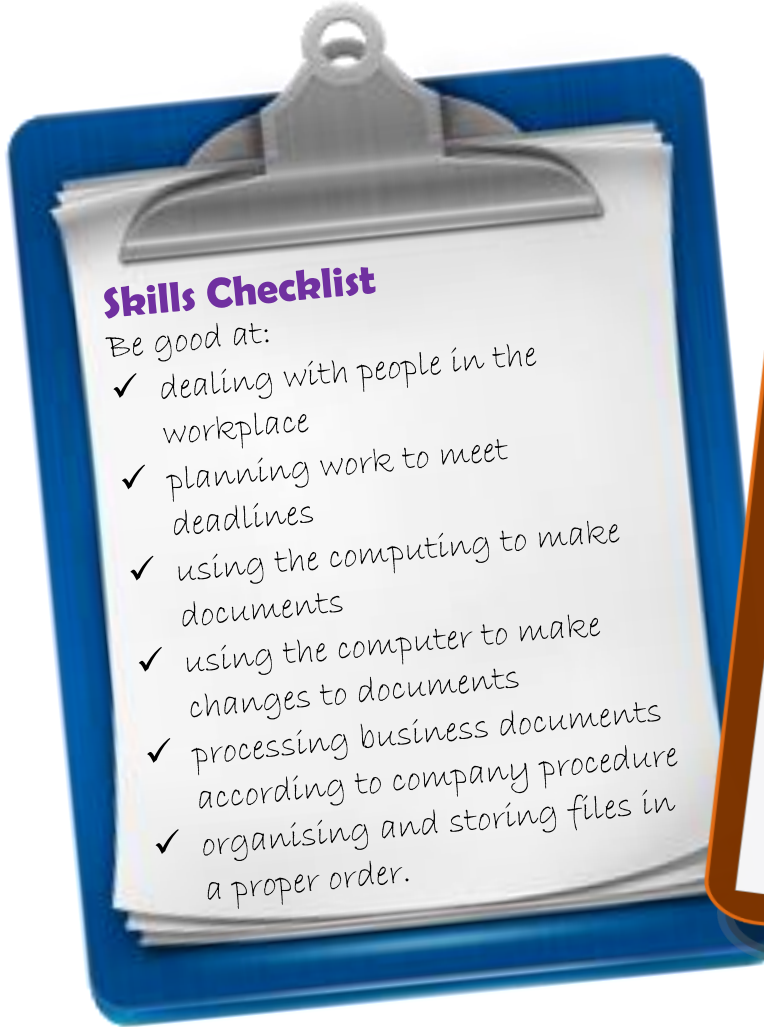 Skills Checklist
Be good at:
✓ dealing with people in the
workplace
✓ planning work to meet
deadlines
✓ using the computing to make
documents
✓ using the computer to make
changes to documents
✓ processing business documents
according to company procedure
✓ organising and storing files in
a proper order.